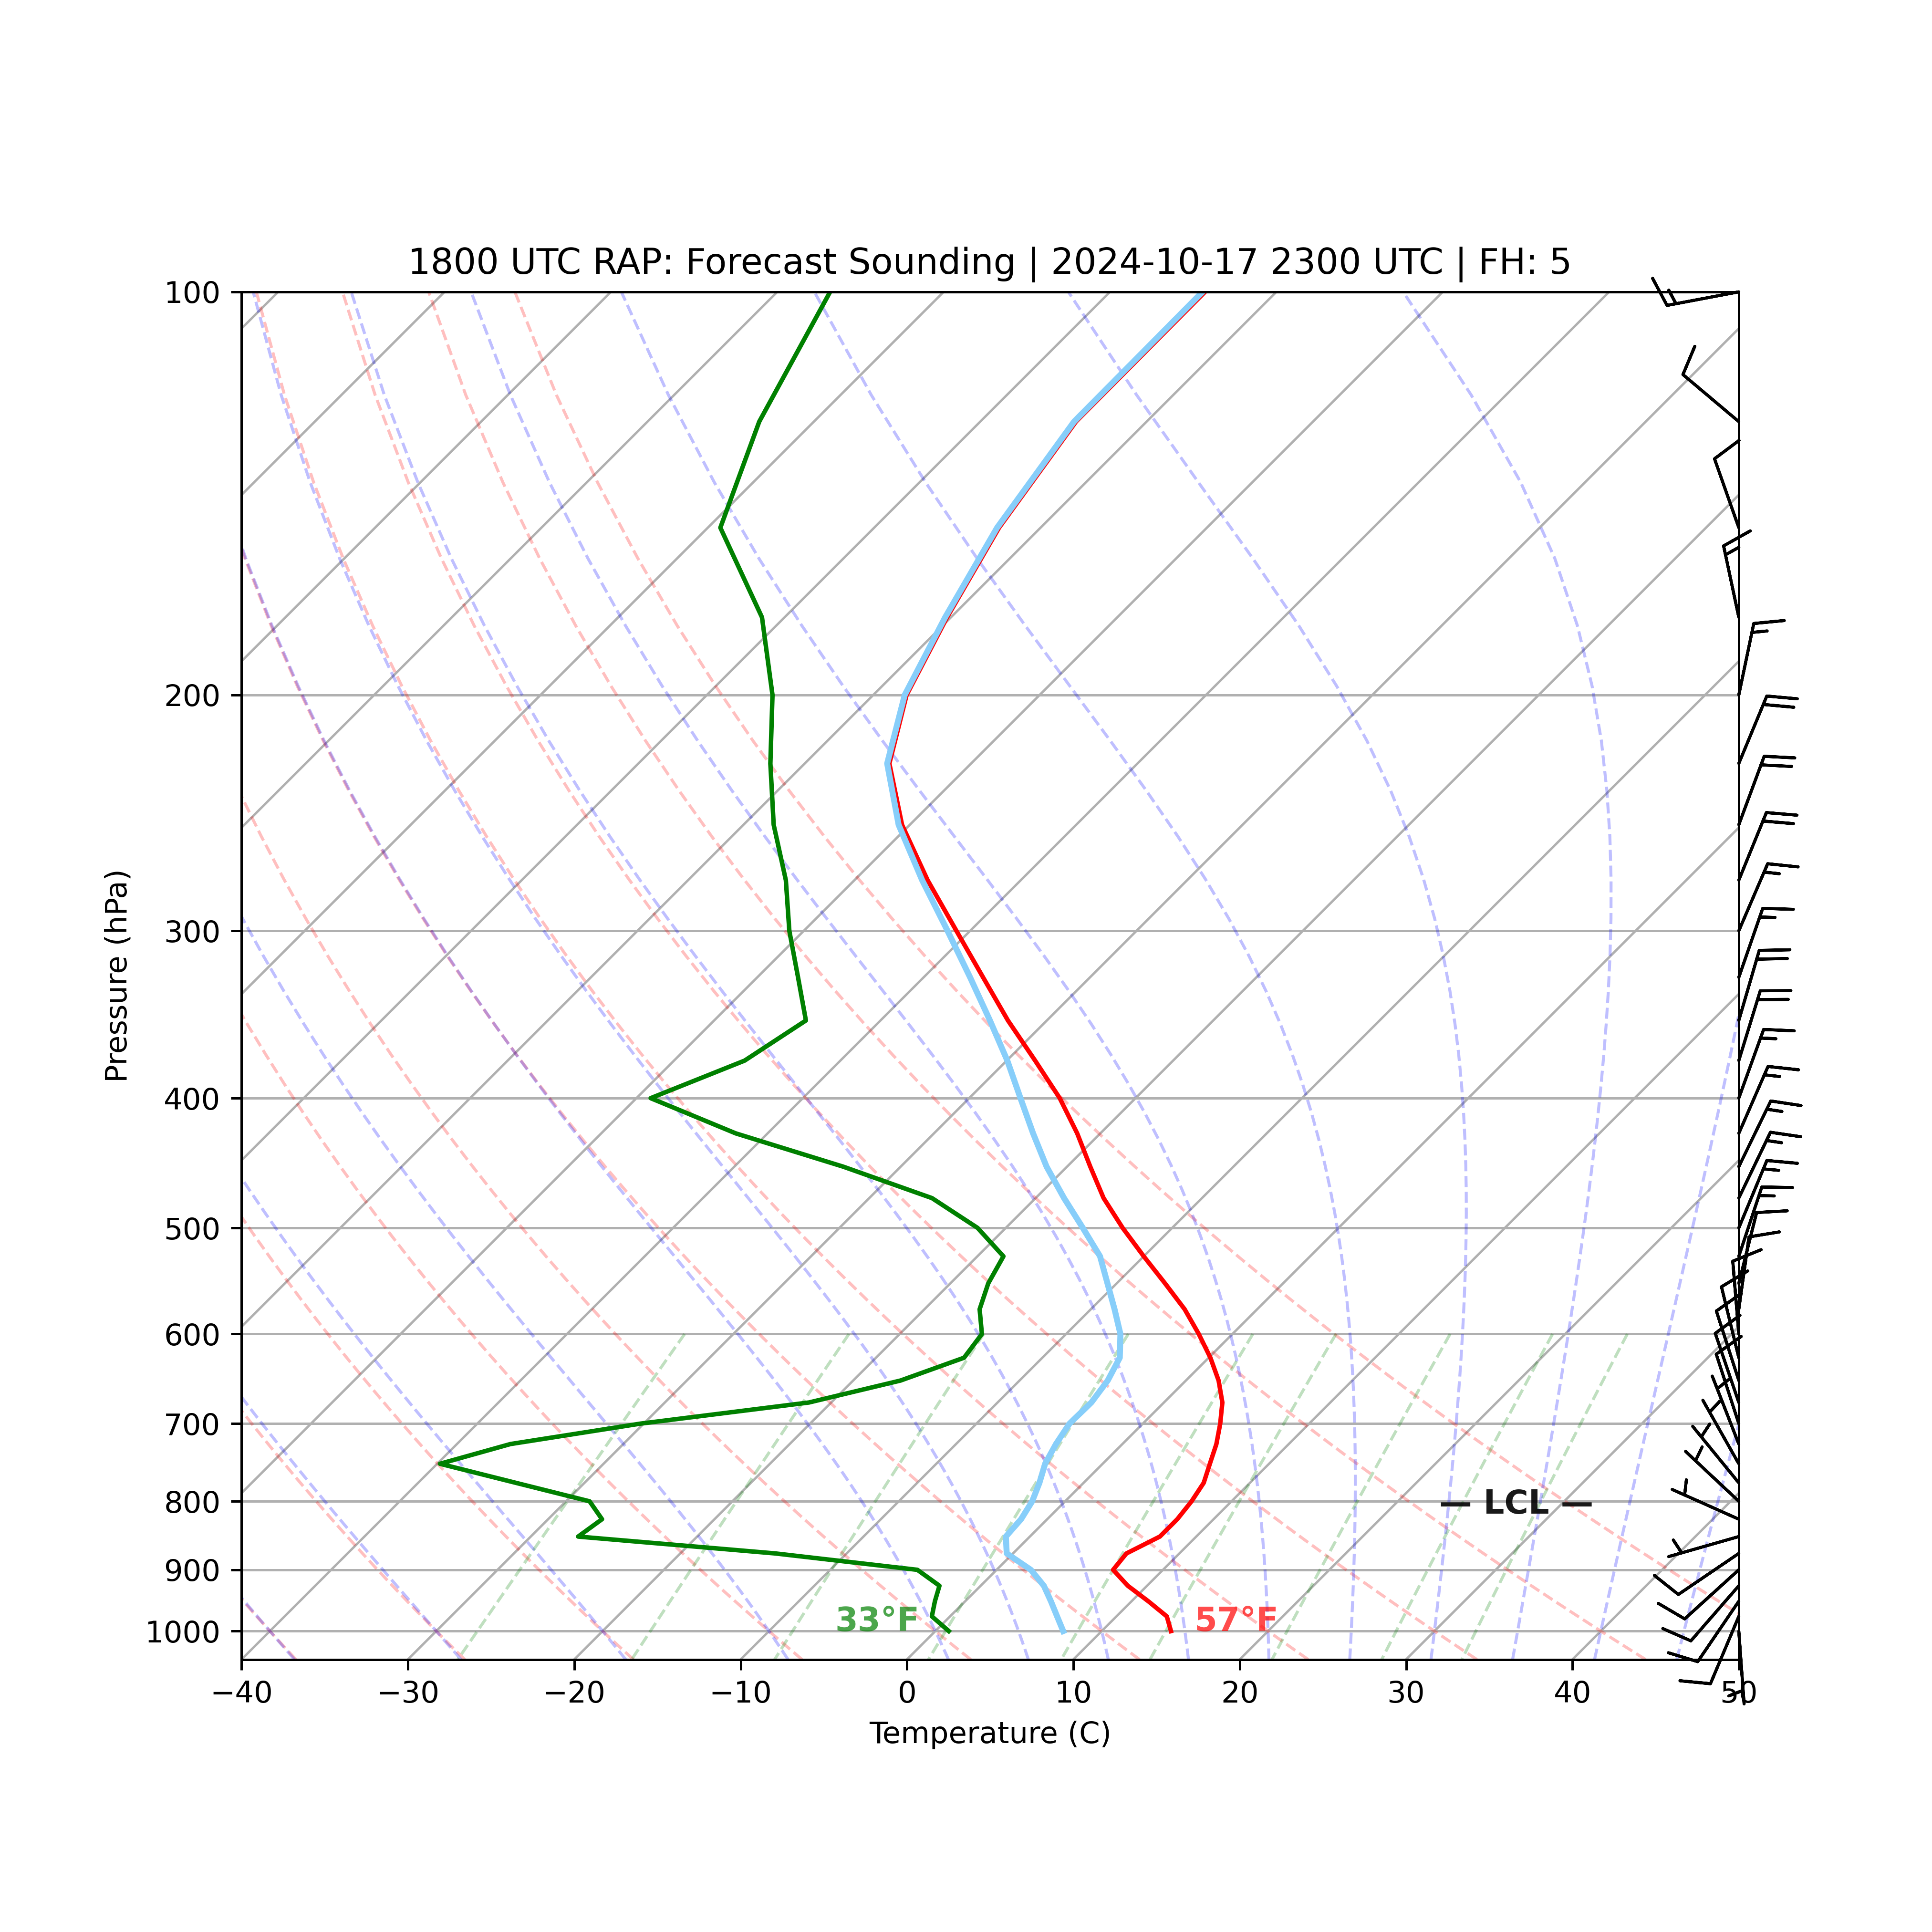 1800 UTC RAP: Forecast Sounding | 2024-10-17 2300 UTC | FH: 5
100
200
300
400
500
600
700
800
900
1000
Pressure (hPa)
— LCL —
33°F
57°F
−40 −30 −20 −10 0 10 20 30 40 50
Temperature (C)